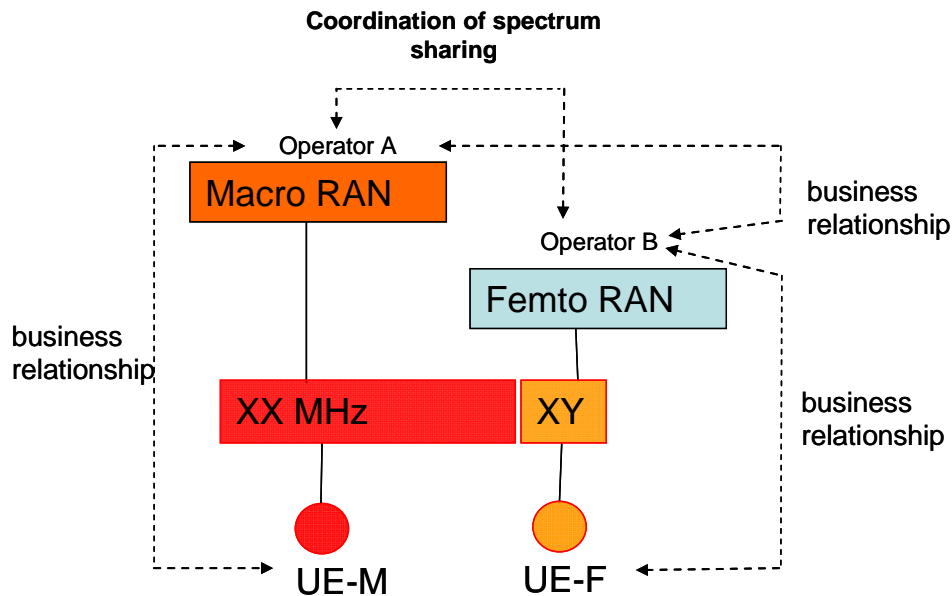 Coordination of spectrum
sharing
Operator A
Macro RAN
business
relationship
Operator B
Femto RAN
business
relationship
XX MHz
XY
business
relationship
UE-M
UE-F